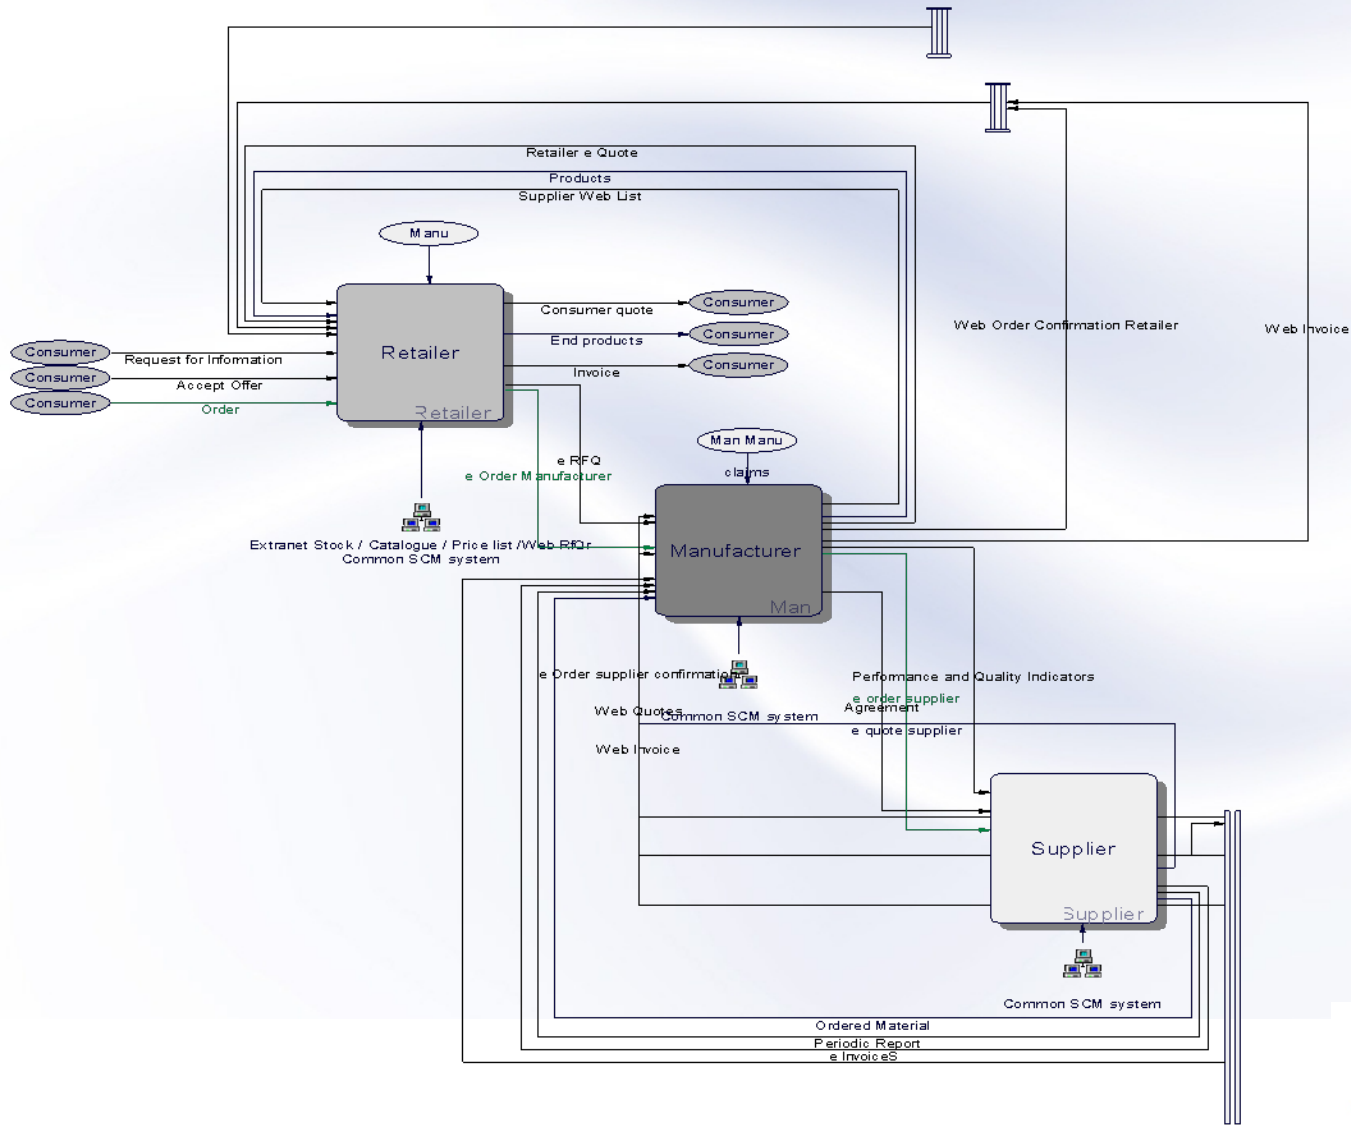 Retailer e Quote
Products
Supplier Web List
Manu
Consumer
Consumer quote
Web Order Confirmation Retailer
Web Invoice
Consumer
End products
Consumer
Request for Information
Retailer
Consumer
Invoice
Consumer
Accept Offer
Consumer
Order
Retailer
Man Manu
e RFQ
claims
e Order Manufacturer
Extranet Stock / Catalogue / Price list /Web RfQr
Common SCM system
Manufacturer
Man
e Order supplier confirmation
Performance and Quality Indicators
e order supplier
Web Quotes
Common SCM system
Agreement
e quote supplier
Web Invoice
Supplier
Supplier
Common SCM system
Ordered Material
Periodic Report
e InvoiceS